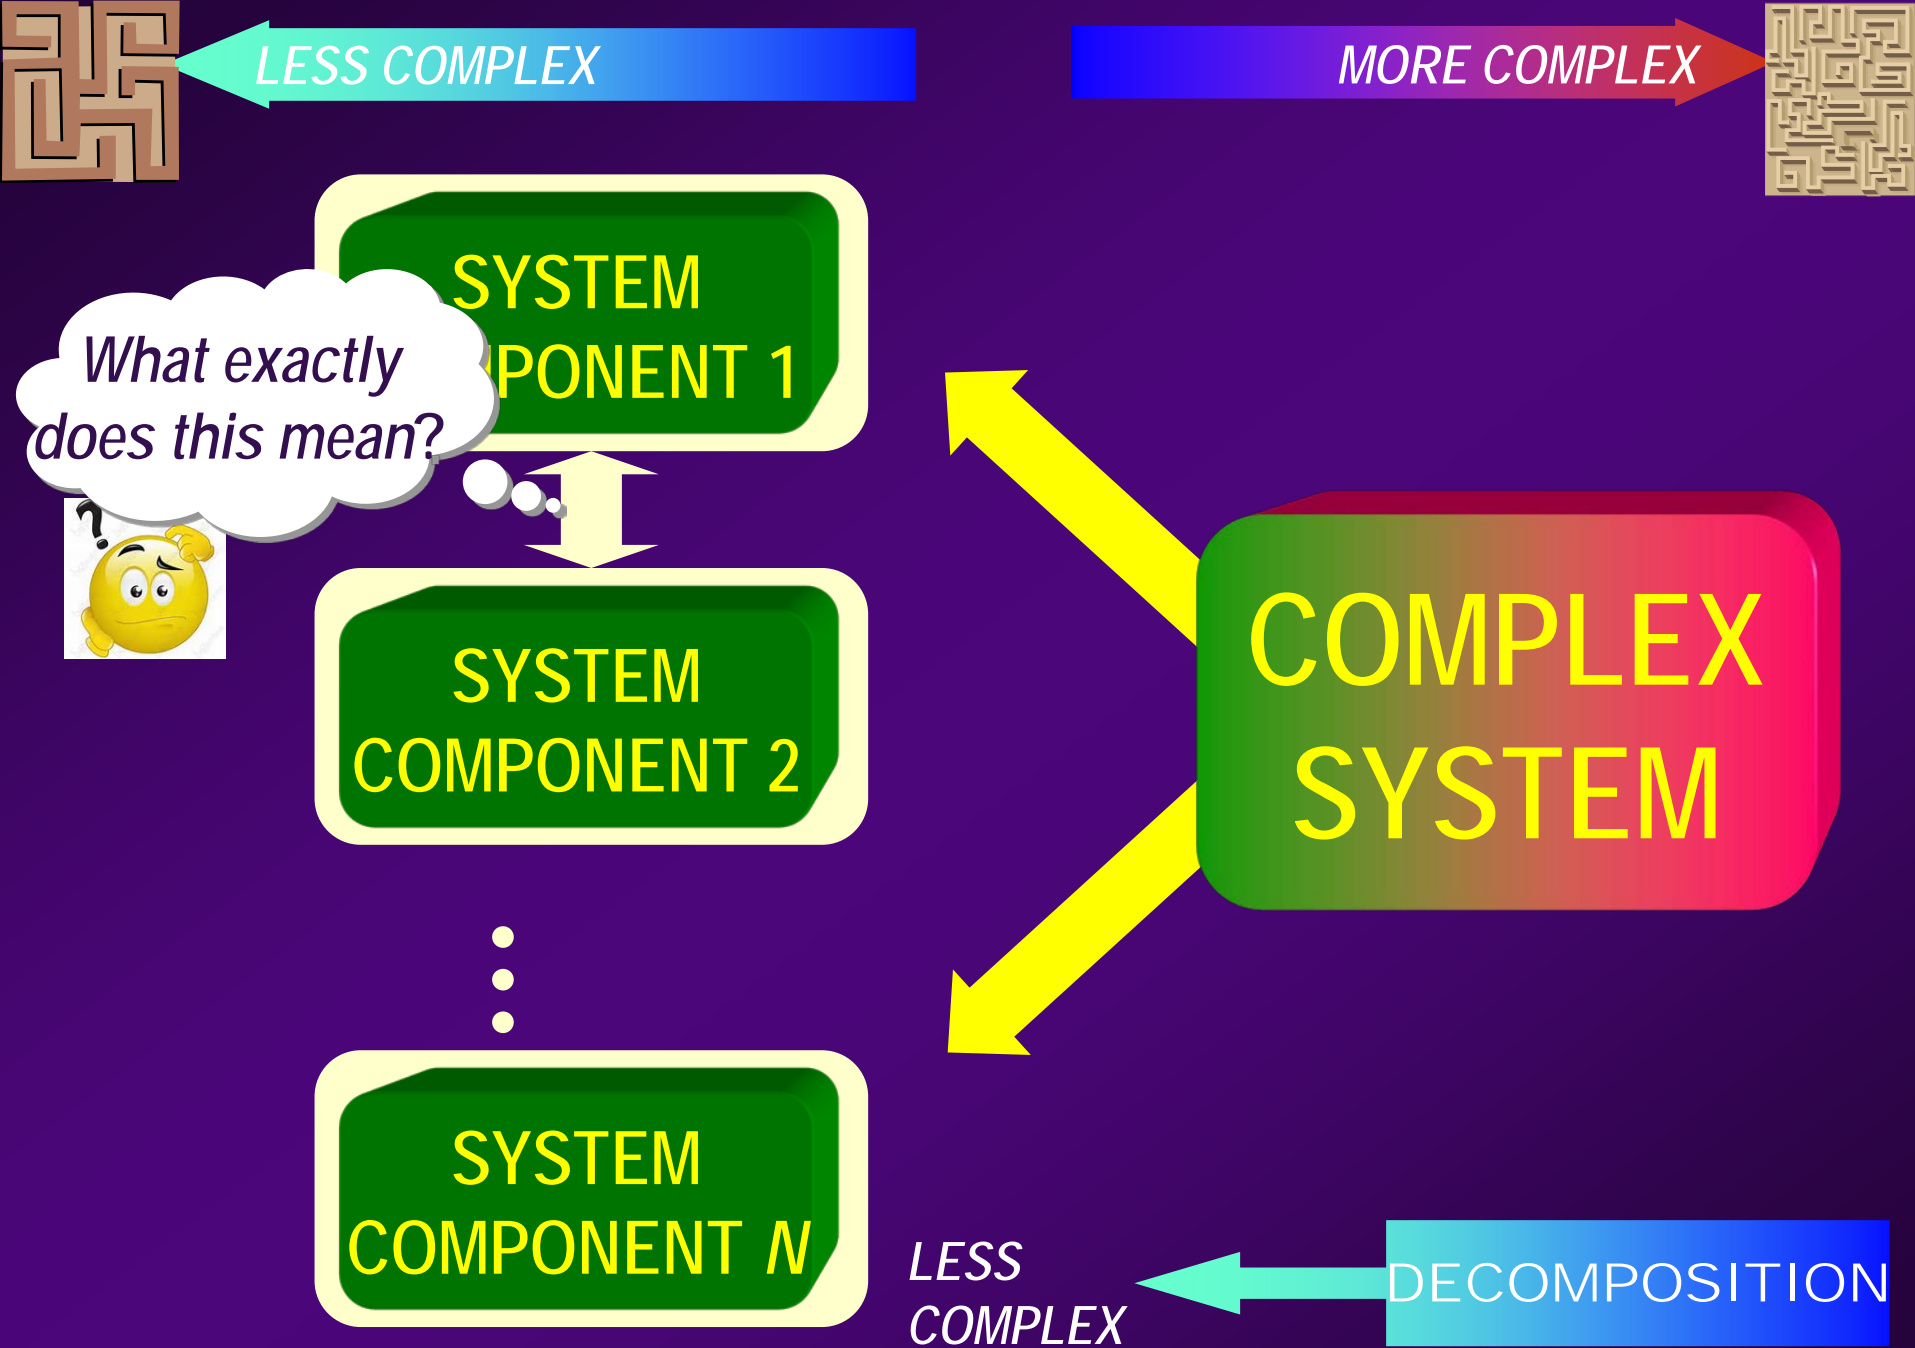 LESS COMPLEX
MORE COMPLEX
SYSTEM
PONENT 1
What exactly
does this mean?
SYSTEM
COMPONENT 2
COMPLEX
SYSTEM
SYSTEM
COMPONENT N
LESS
COMPLEX
DECOMPOSITION